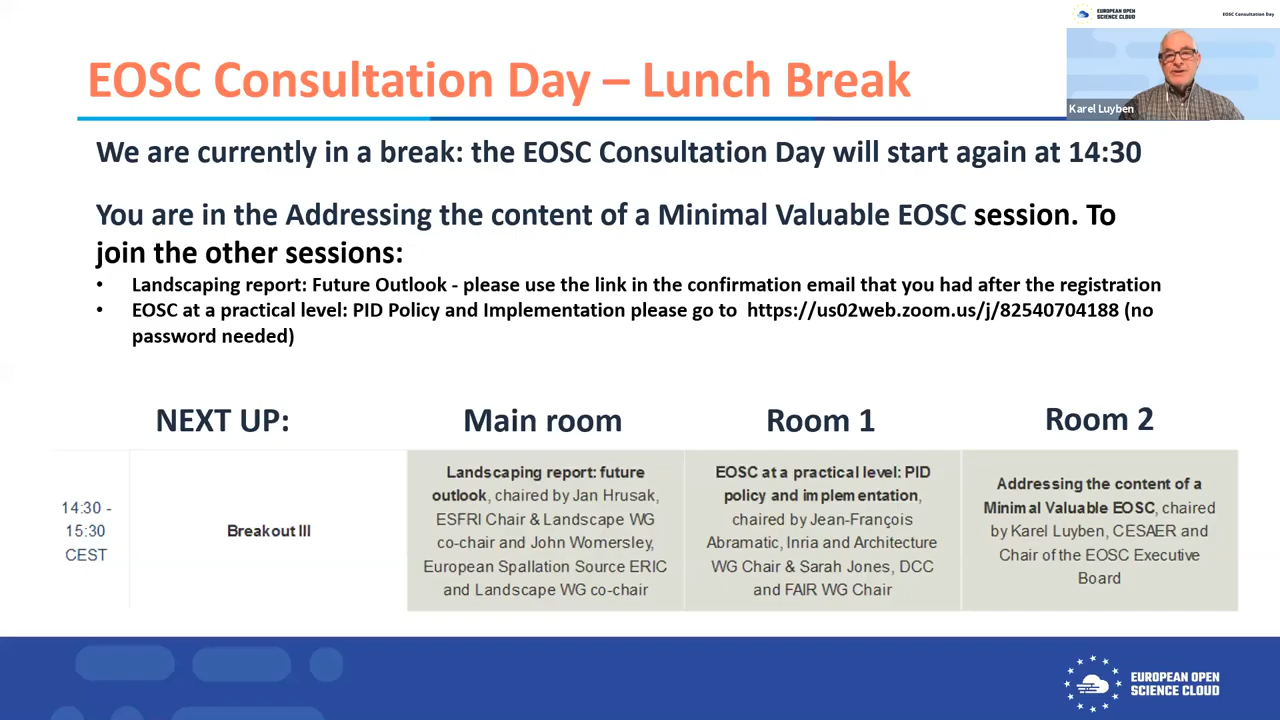 EUROPEAN OPEN
SCIENCE CLOUD
EOSC Consultation Day
Karel Luyben
EOSC Consultation Day – Lunch Break
We are currently in a break: the EOSC Consultation Day will start again at 14:30
You are in the Addressing the content of a Minimal Valuable EOSC session. To
join the other sessions:
• Landscaping report: Future Outlook - please use the link in the confirmation email that you had after the registration
• EOSC at a practical level: PID Policy and Implementation please go to https://us02web.zoom.us/j/82540704188 (no
password needed)
NEXT UP:
Main room
Room 1
Room 2
14:30 -
15:30
CEST
Breakout III
Landscaping report: future
outlook, chaired by Jan Hrusak,
ESFRI Chair & Landscape WG
co-chair and John Womersley,
European Spallation Source ERIC
and Landscape WG co-chair
EOSC at a practical level: PID
policy and implementation,
chaired by Jean-François
Abramatic, Inria and Architecture
WG Chair & Sarah Jones, DCC
and FAIR WG Chair
Addressing the content of a
Minimal Valuable EOSC, chaired
by Karel Luyben, CESAER and
Chair of the EOSC Executive
Board
EUROPEAN OPEN
SCIENCE CLOUD